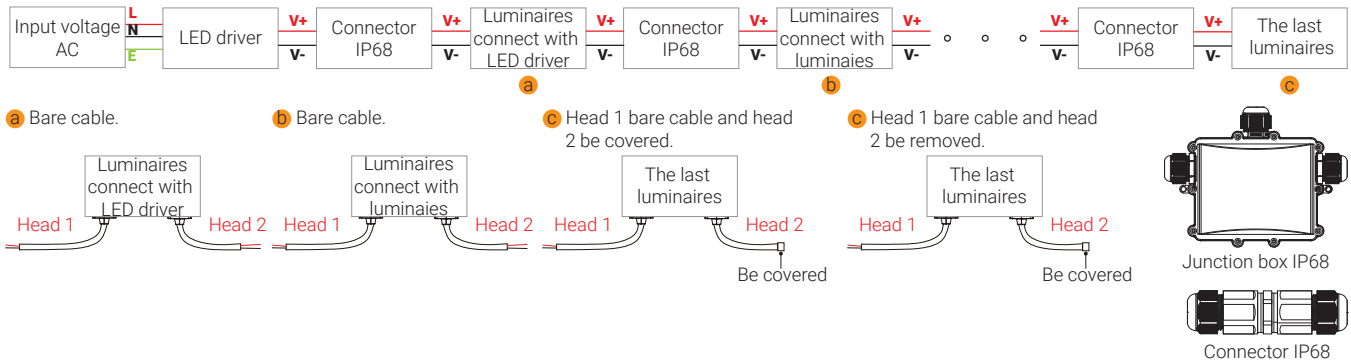 Input voltage
AC
L
N
E
LED driver
V+
V-
Connector
IP68
V+
V-
Luminaires
connect with
LED driver
V+
V-
Connector
IP68
V+
V-
Luminaires
connect with
luminaies
V+
V-
V+
V-
Connector
IP68
V+
V-
The last
luminaires
a
b
c
a Bare cable.
b Bare cable.
c Head 1 bare cable and head
2 be covered.
c Head 1 bare cable and head
2 be removed.
Luminaires
connect with
LED driver
Head 1
Head 2
Luminaires
connect with
luminaies
Head 1
Head 2
The last
luminaires
Head 1
Head 2
Be covered
The last
luminaires
Head 1
Head 2
Be covered
Junction box IP68
Connector IP68